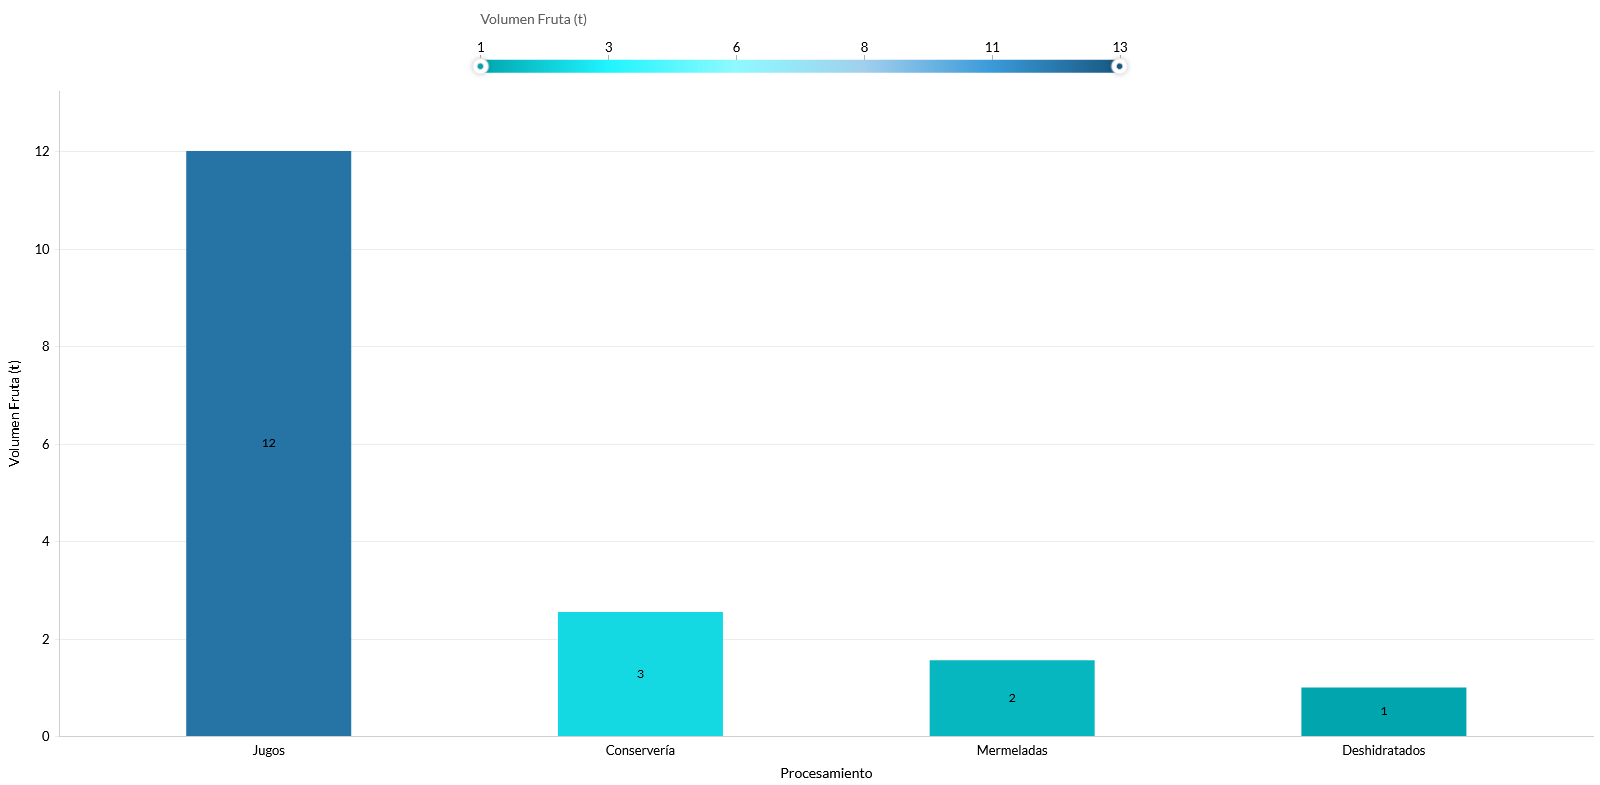 Volumen Fruta (t)
1 3 6 8 11 13
12
10
8
6
4
2
0
Volumen Fruta (t)
12
3
2
1
Jugos Conservería Mermeladas Deshidratados
Procesamiento